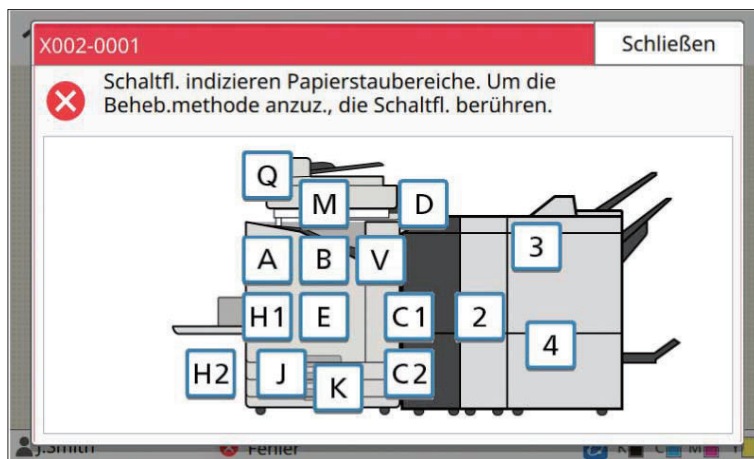 X002-0001
Schließen
Schaltfl. indizieren Papierstaubereiche. Um die
Beheb.methode anzuz., die Schaltfl. berühren.
Q
M
D
A
B
V
3
H1
E
C1
2
4
H2
J
K
C2
J.Smith
Fehler
K
C
M
Y